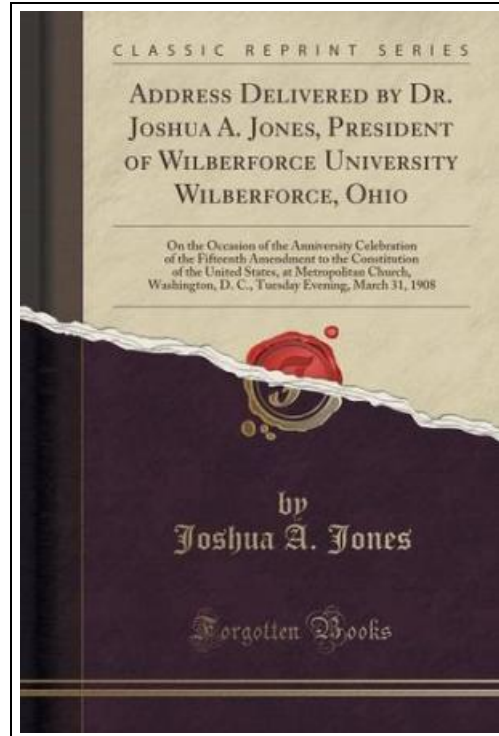 CLASSIC REPRINT SERIES
ADDRESS DELIVERED BY DR.
JOSHUA A. JONES, PRESIDENT
OF WILBERFORCE UNIVERSITY
WILBERFORCE, OHIO
On the Occasion of the Anniversity Celebration
of the Fifteenth Amendment to the Constitution
of the United States, at Metropolitan Church,
Washington, D. C., Tuesday Evening, March 31, 1908
by
Joshua A. Jones
Forgotten Books